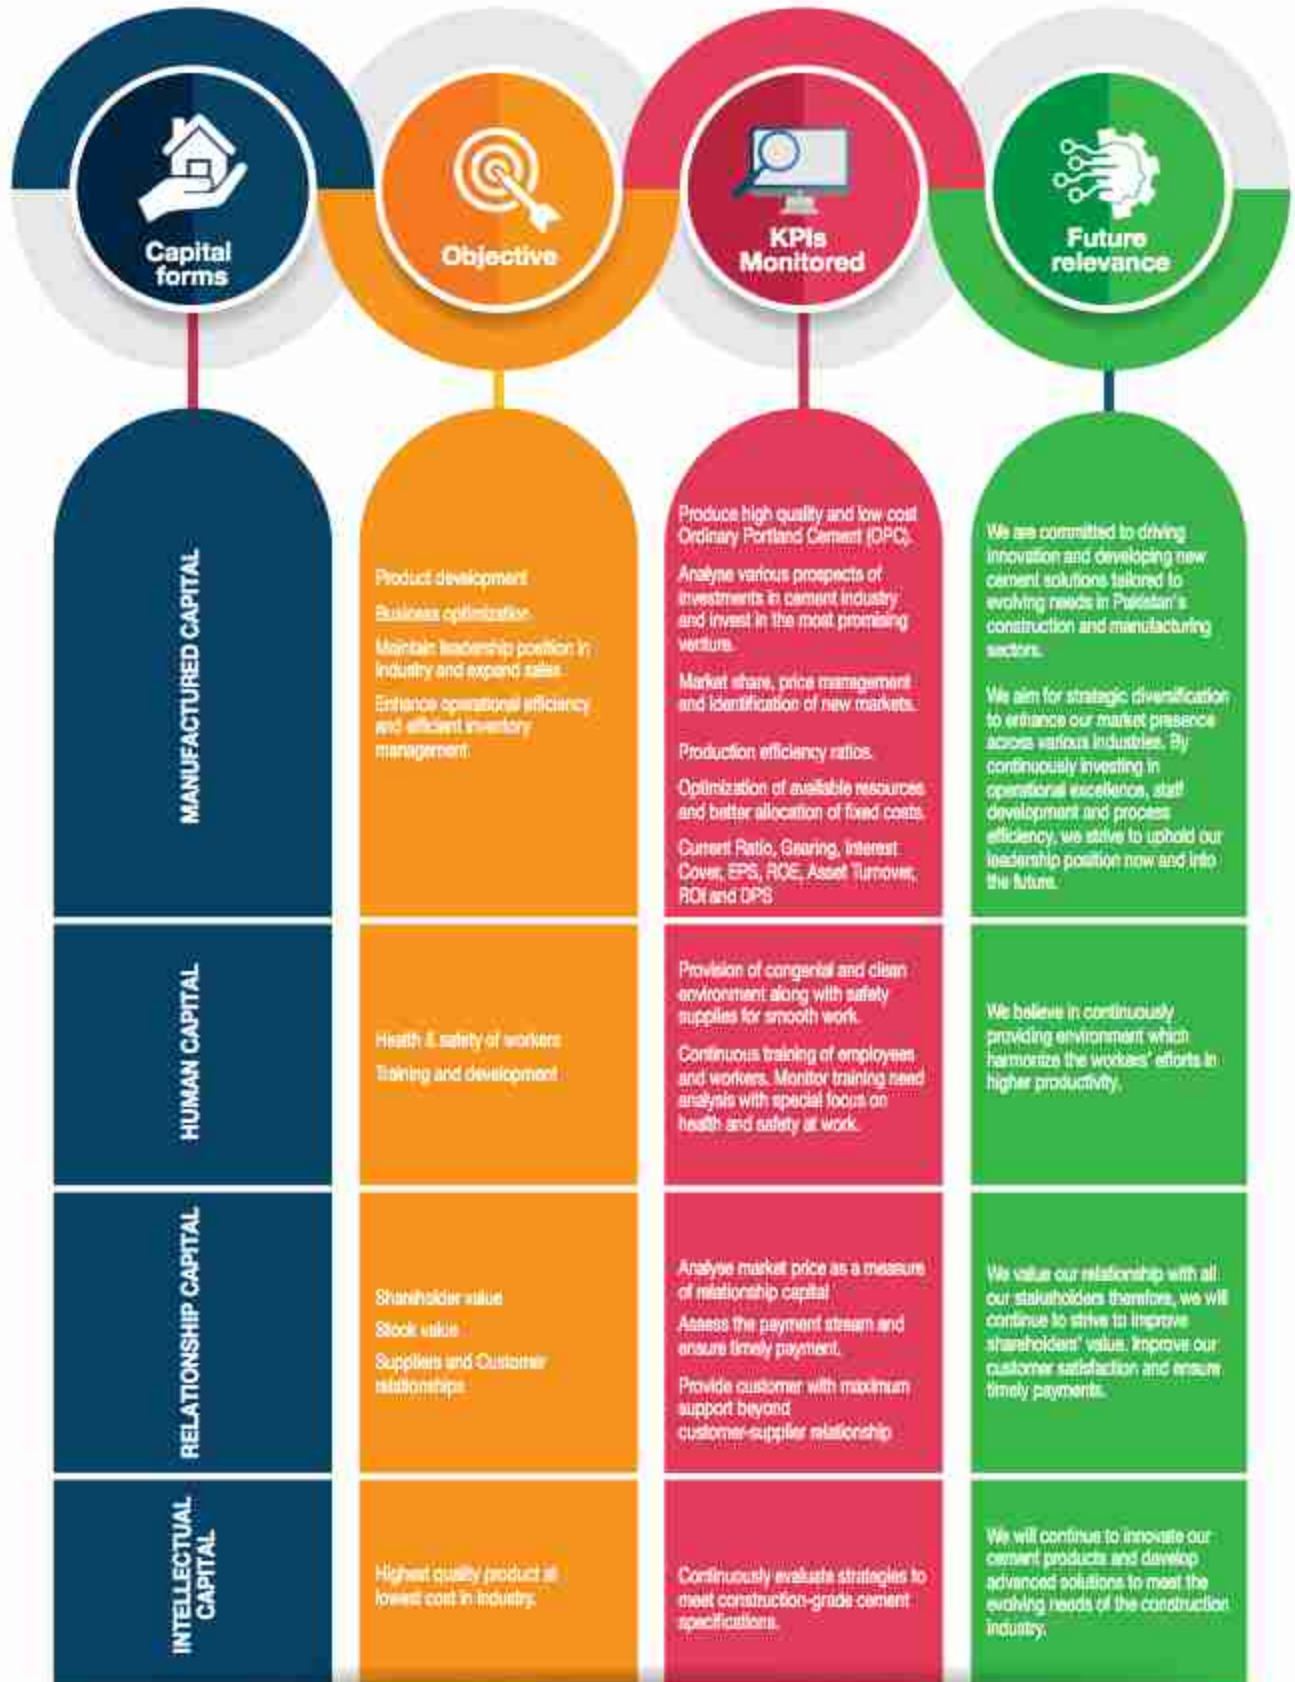 Capital
forms
Objective
KPIs
Monitored
Future
relevance
MANUFACTURED CAPITAL
Product development
Business optimization.
Maintain leadership position in
industry and expand sales
Enhance operational efficiency
and efficient inventory
management
Produce high quality and low cost
Ordinary Portland Cement (OPC).
Analyse various prospects of
investments in cement industry
and invest in the most promising
venture.
Market share, price management
and identification of new markets.
Production efficiency ratios.
Optimization of available resources
and better allocation of fixed costs.
Current Ratio, Gearing, Interest
Cover, EPS, ROE, Asset Turnover,
ROI and DPS
We are committed to driving
innovation and developing new
cement solutions tailored to
evolving needs in Pakistan's
construction and manufacturing
sectors.
We aim for strategic diversification
to enhance our market presence
across various industries. By
continuously investing in
operational excellence, staff
development and process
efficiency, we strive to uphold our
leadership position now and into
the future.
HUMAN CAPITAL
Health & safety of workers
Training and development
Provision of congenial and clean
environment along with safety
supplies for smooth work.
Continuous training of employees
and workers. Monitor training need
analysis with special focus on
health and safety at work.
We believe in continuously
providing environment which
harmonize the workers' efforts in
higher productivity.
RELATIONSHIP CAPITAL
Shareholder value
Stock value
Suppliers and Customer
relationships
Analyse market price as a measure
of relationship capital
Assess the payment stream and
ensure timely payment.
Provide customer with maximum
support beyond
customer-supplier relationship
We value our relationship with all
our stakeholders therefore, we will
continue to strive to improve
shareholders' value. Improve our
customer satisfaction and ensure
timely payments.
INTELLECTUAL
CAPITAL
Highest quality product at
lowest cost in industry.
Continuously evaluate strategies to
meet construction-grade cement
specifications.
We will continue to innovate our
cement products and develop
advanced solutions to meet the
evolving needs of the construction
industry.